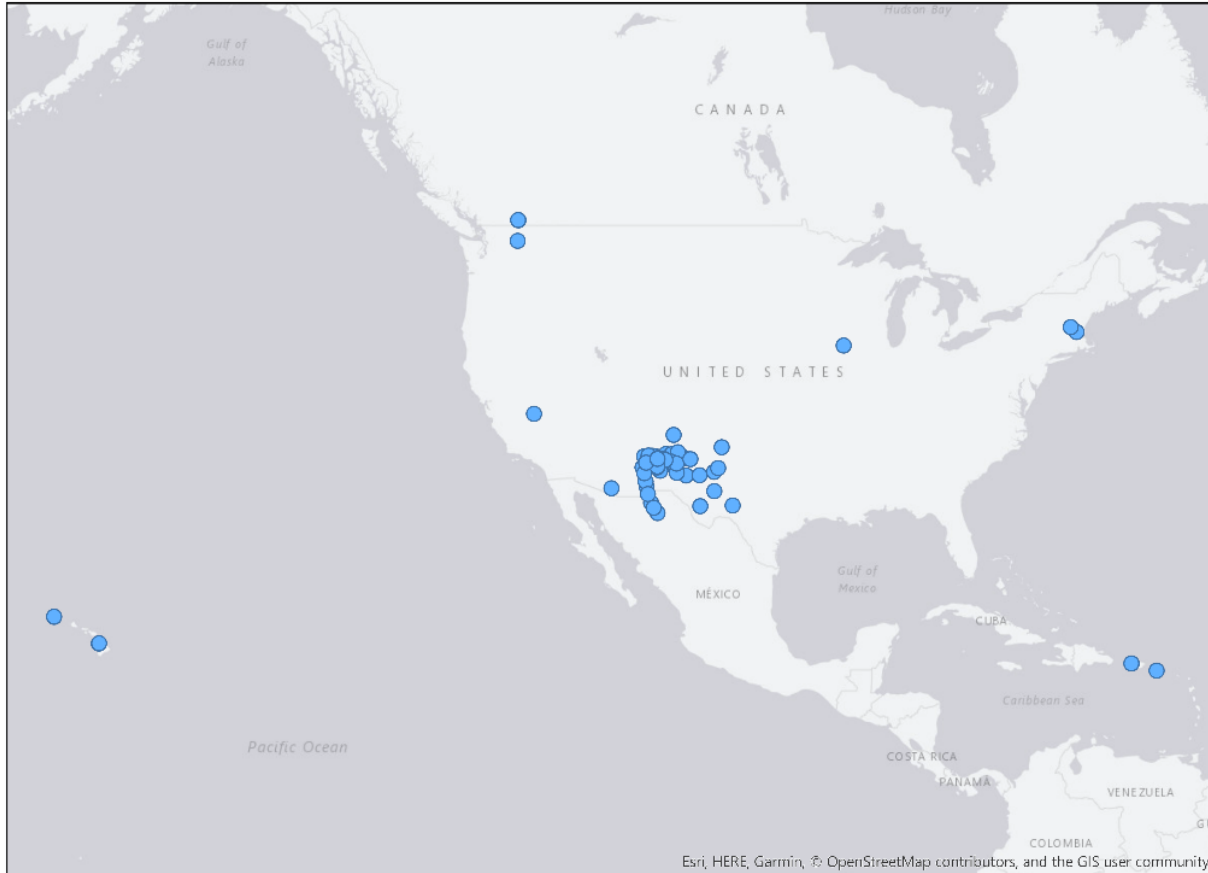 Hudson Bay
Gulf of
Alaska
CANADA
UNITED STATES
Gulf of
Mexico
MÉXICO
CUBA
Caribbean Sea
Pacific Ocean
COSTA RICA
PANAMÁ
VENEZUELA
COLOMBIA
Esri, HERE, Garmin, © OpenStreetMap contributors, and the GIS user community